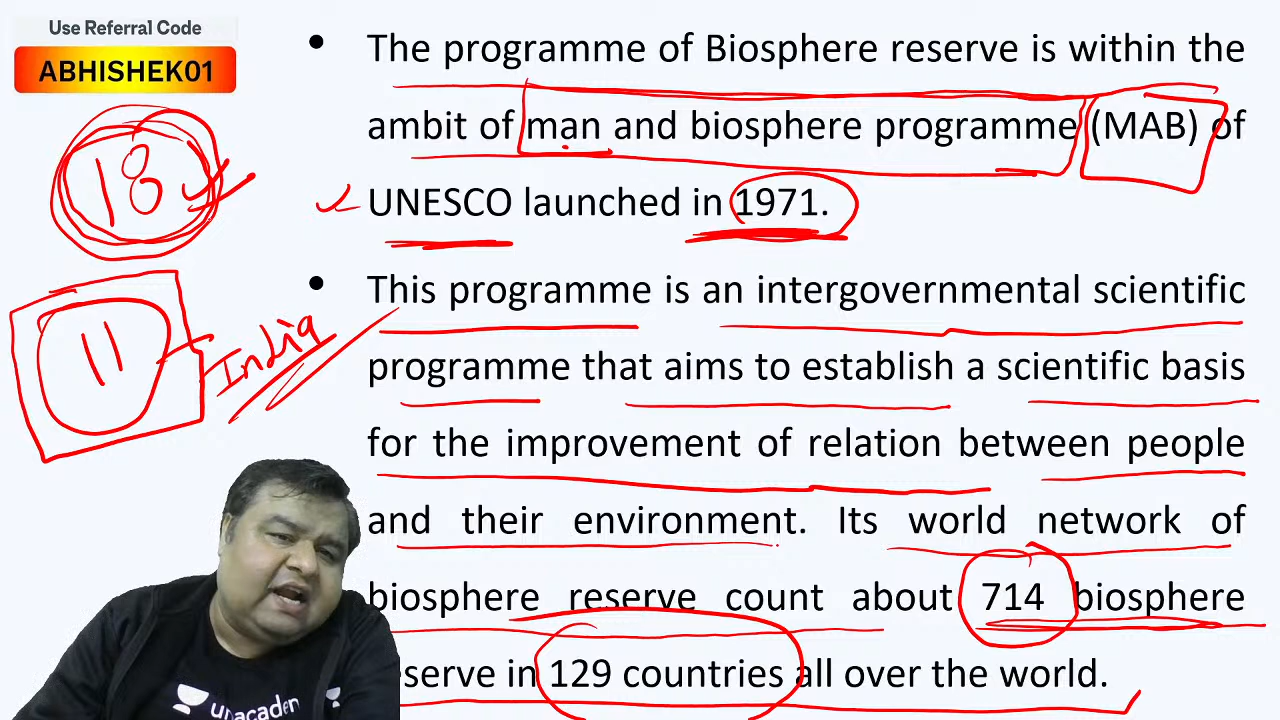 Use Referral Code
ABHISHEK01
18
11
India
• The programme of Biosphere reserve is within the
ambit of man and biosphere programme (MAB) of
UNESCO launched in 1971.
• This programme is an intergovernmental scientific
programme that aims to establish a scientific basis
for the improvement of relation between people
and their environment. Its world network of
biosphere reserve count about 714 biosphere
eserve in 129 countries all over the world.
unacaden